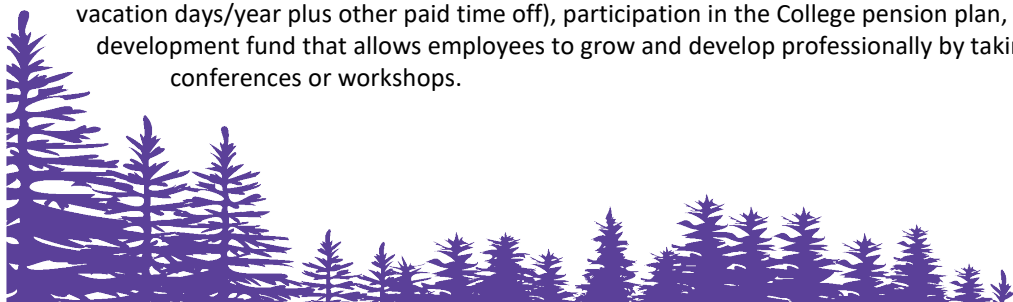 vacation days/year plus other paid time off), participation in the College pension plan,
development fund that allows employees to grow and develop professionally by
conferences or workshops.